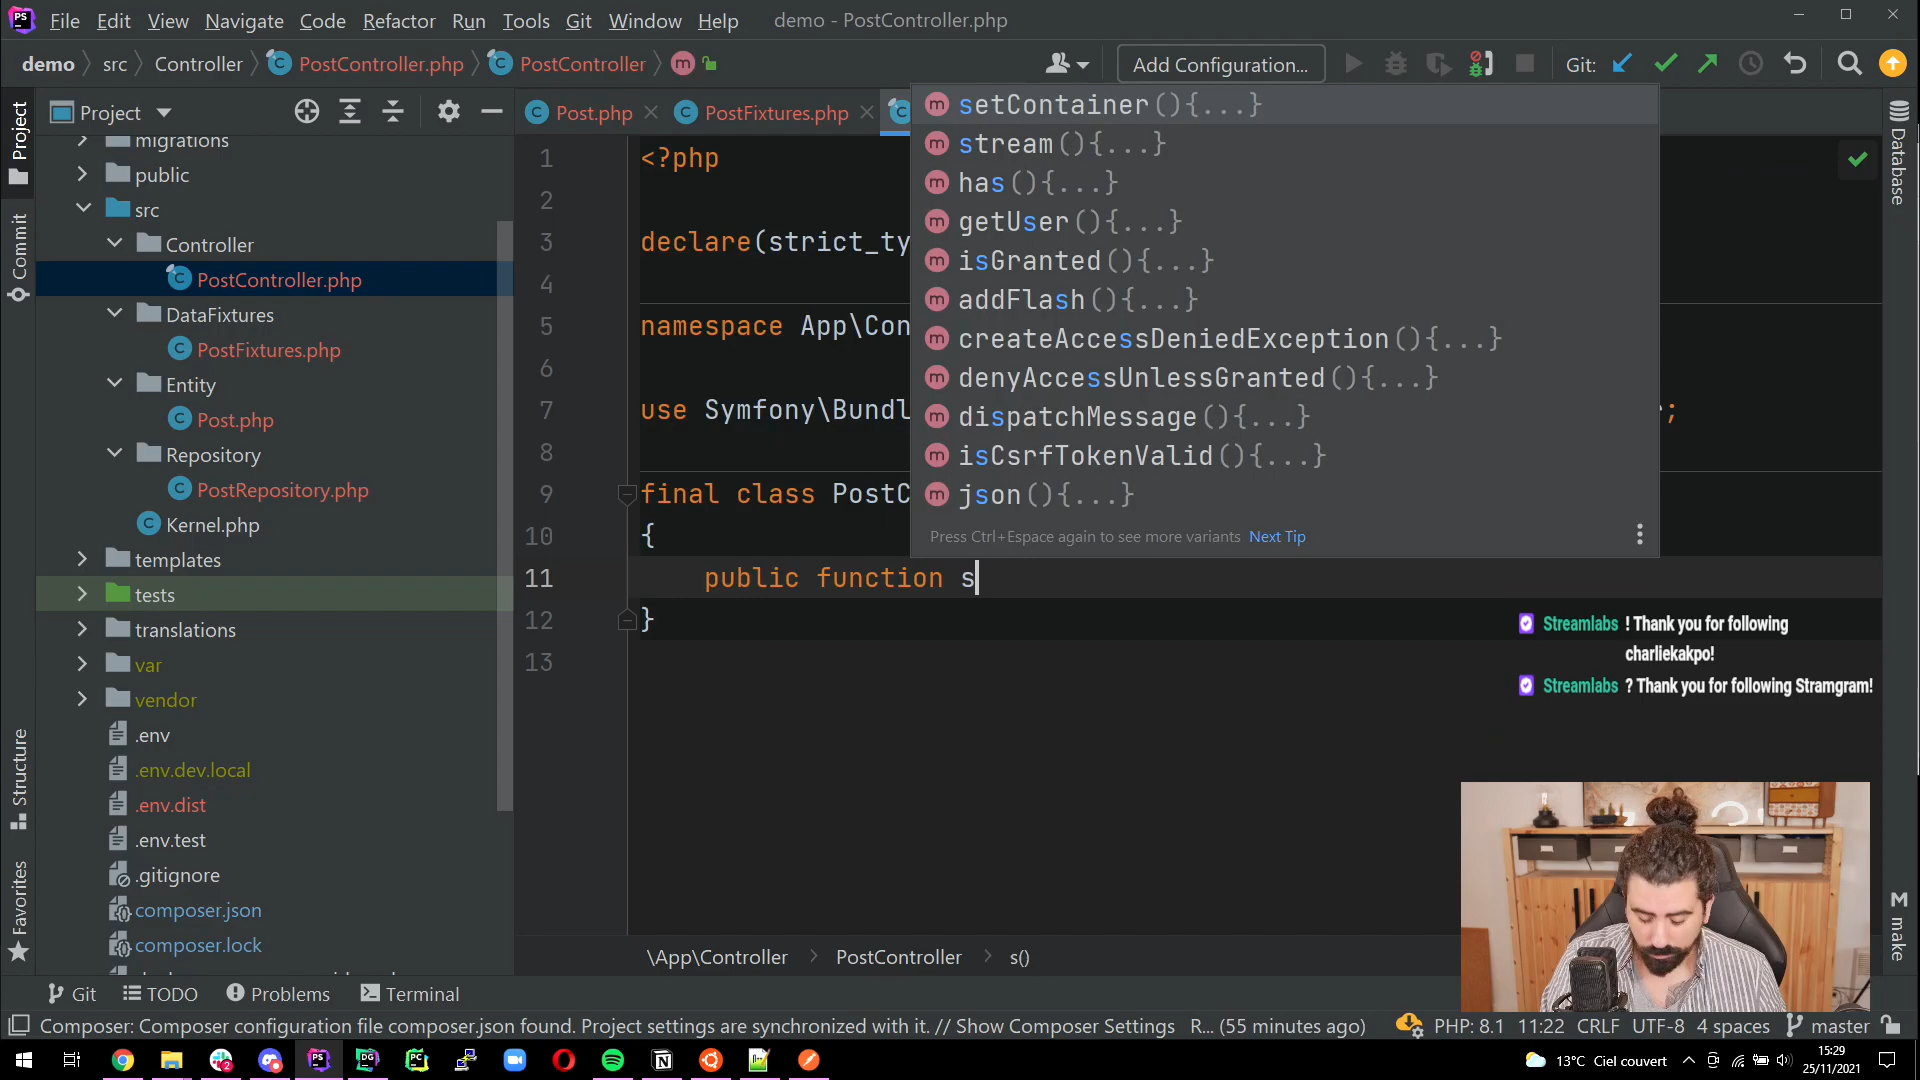 PS File Edit View Navigate Code Refactor Run Tools Git Window Help demo - PostController.php
demo src Controller PostController.php PostController m Add Configuration... Git:
Project Post.php PostFixtures.php
migrations
public
src
Controller
PostController.php
DataFixtures
PostFixtures.php
Entity
Post.php
Repository
PostRepository.php
Kernel.php
templates
tests
translations
var
vendor
.env
.env.dev.local
.env.dist
.env.test
.gitignore
composer.json
composer.lock
Project
Commit
Structure
Favorites
1 <?php
2
3 declare(strict_ty
4
5 namespace App\Con
6
7 use Symfony\Bundl ;
8
9 final class PostC
10 {
11 public function s
12 }
13
m setContainer(){...}
m stream(){...}
m has(){...}
m getUser(){...}
m isGranted(){...}
m addFlash(){...}
m createAccessDeniedException(){...}
m denyAccessUnlessGranted(){...}
m dispatchMessage(){...}
m isCsrfTokenValid(){...}
m json(){...}
Press Ctrl+Espace again to see more variants Next Tip
Database
make
Streamlabs ! Thank you for following
charliekakpo!
Streamlabs ? Thank you for following Stramgram!
\App\Controller PostController s()
Git TODO Problems Terminal
Composer: Composer configuration file composer.json found. Project settings are synchronized with it. // Show Composer Settings R... (55 minutes ago) PHP: 8.1 11:22 CRLF UTF-8 4 spaces master
13°C Ciel couvert 15:29
25/11/2021